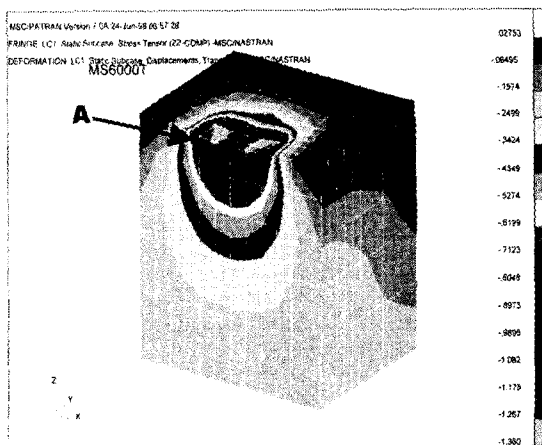 MSC/PATRAN Version 7.0A 24-Jun-98 06:57:28
FRINGE: LC1: Static Subcase: Stress Tensor (22-COMP) -MSC/NASTRAN
DEFORMATION: LC1: Static Subcase: Displacements, NASTRAN
MS60007
A
.02753
-.06495
-.1574
-.2499
-.3424
-.4349
-.5274
-.6199
-.7123
-.8048
-.8973
-.9898
-1.082
-1.175
-1.267
-1.360
Z
Y
X